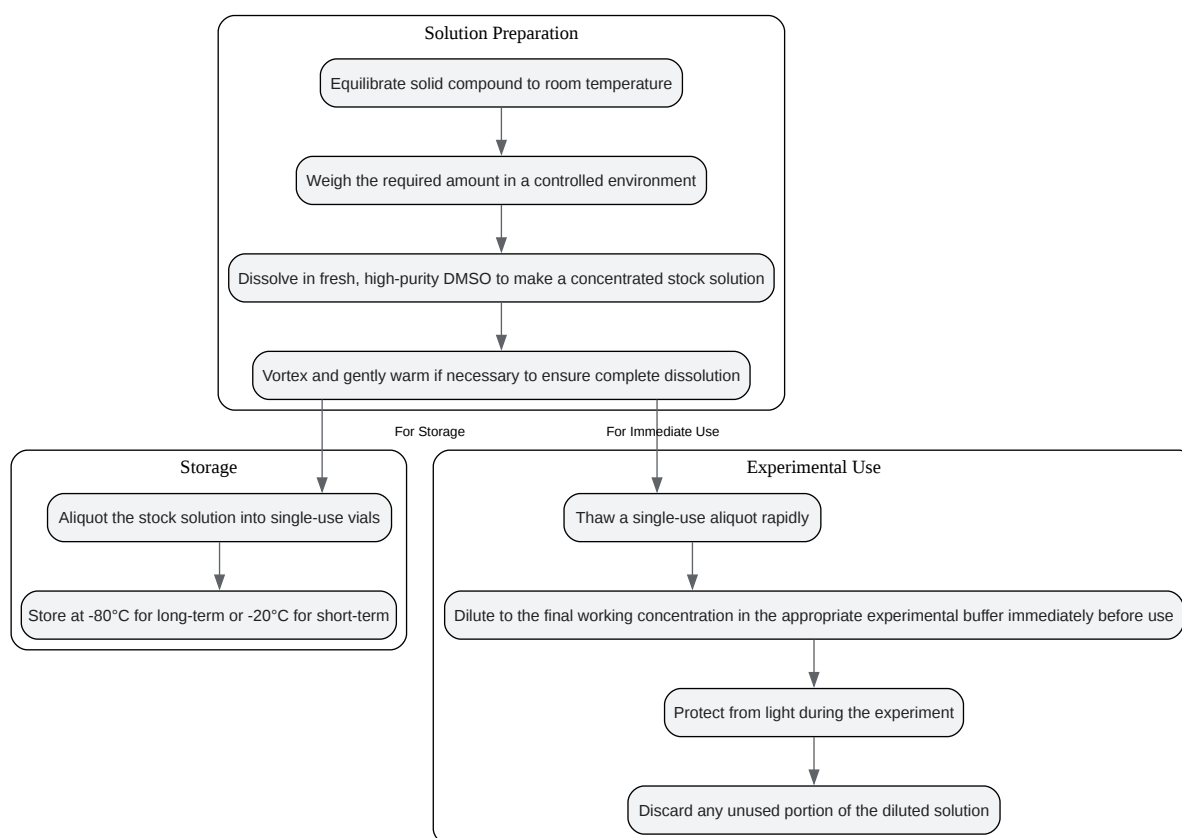 Solution Preparation
Equilibrate solid compound to room temperature
Weigh the required amount in a controlled environment
Dissolve in fresh, high-purity DMSO to make a concentrated stock solution
Vortex and gently warm if necessary to ensure complete dissolution
For Storage
For Immediate Use
Storage
Aliquot the stock solution into single-use vials
Store at -80°C for long-term or -20°C for short-term
Experimental Use
Thaw a single-use aliquot rapidly
Dilute to the final working concentration in the appropriate experimental buffer immediately before use
Protect from light during the experiment
Discard any unused portion of the diluted solution